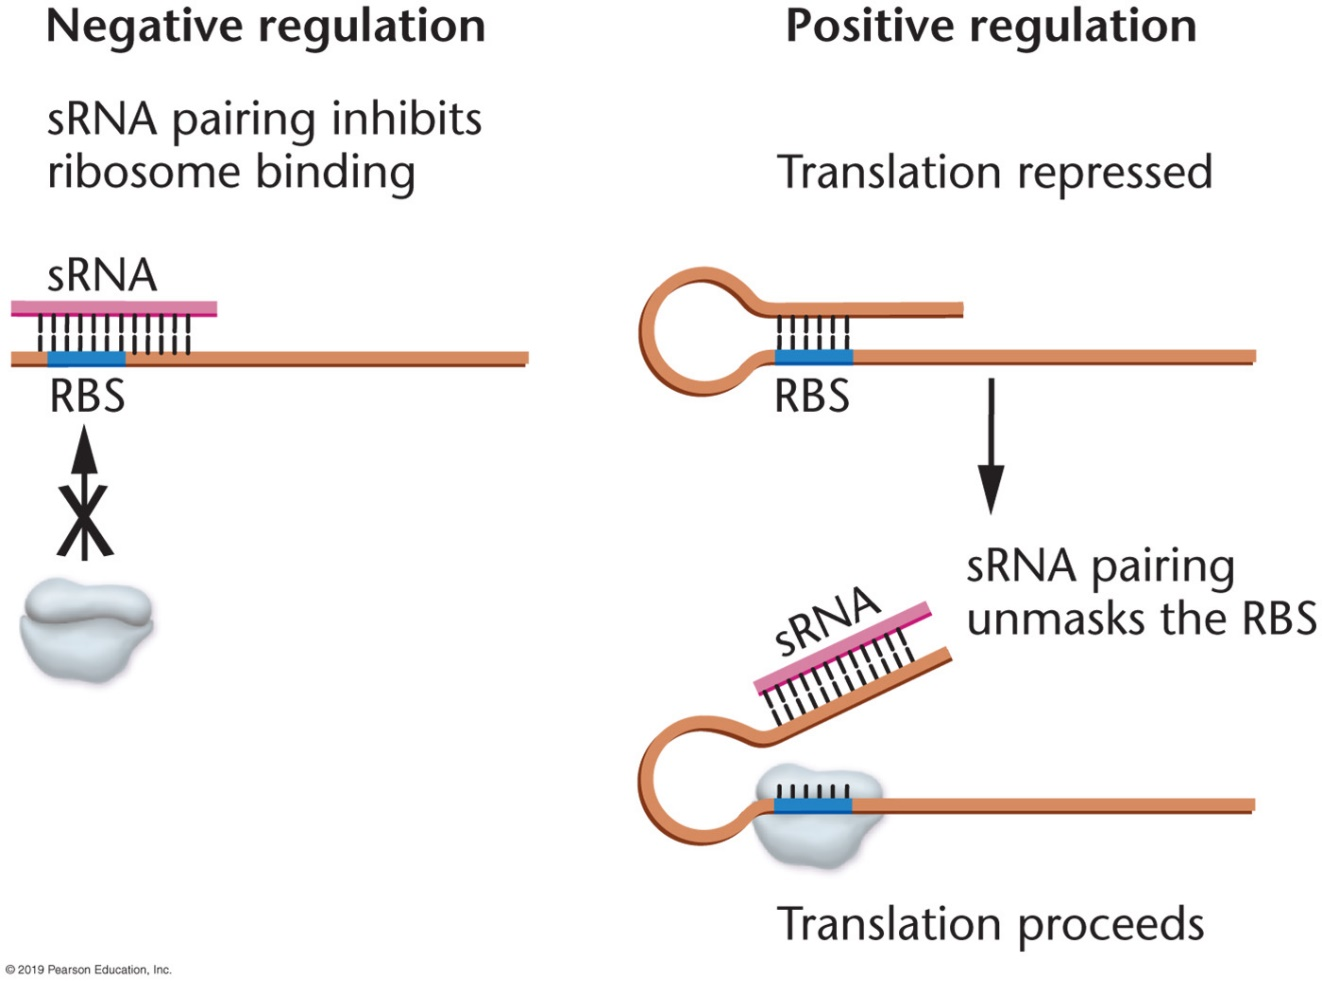 Negative regulation
sRNA pairing inhibits
ribosome binding
sRNA
RBS
Positive regulation
Translation repressed
RBS
sRNA pairing
unmasks the RBS
sRNA
Translation proceeds
© 2019 Pearson Education, Inc.